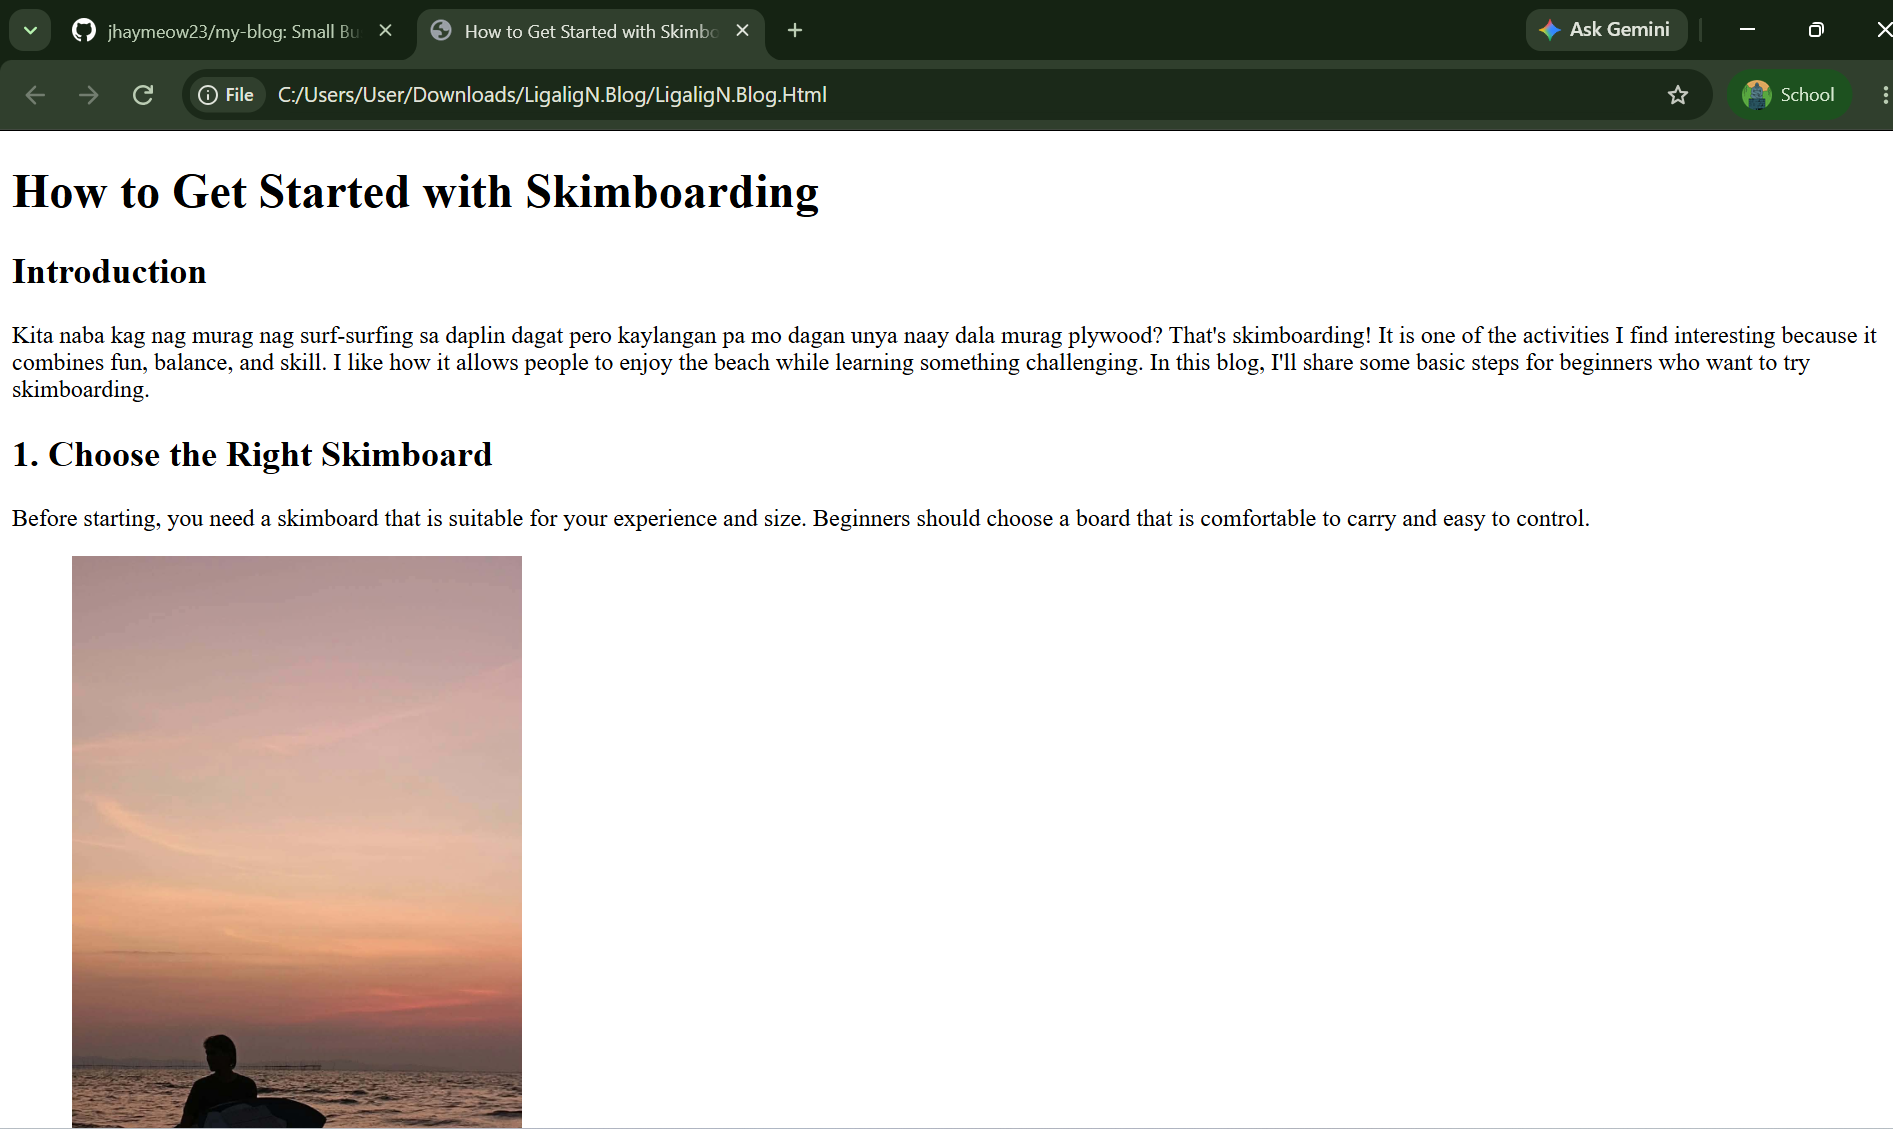 jhaymeow23/my-blog: Small Bu
How to Get Started with Skimbo
Ask Gemini
File
C:/Users/User/Downloads/LigaligN.Blog/LigaligN.Blog.Html
School
How to Get Started with Skimboarding
Introduction
Kita naba kag nag murag nag surf-surfing sa daplin dagat pero kaylangan pa mo dagan unya naay dala murag plywood? That's skimboarding! It is one of the activities I find interesting because it
combines fun, balance, and skill. I like how it allows people to enjoy the beach while learning something challenging. In this blog, I'll share some basic steps for beginners who want to try
skimboarding.
1. Choose the Right Skimboard
Before starting, you need a skimboard that is suitable for your experience and size. Beginners should choose a board that is comfortable to carry and easy to control.